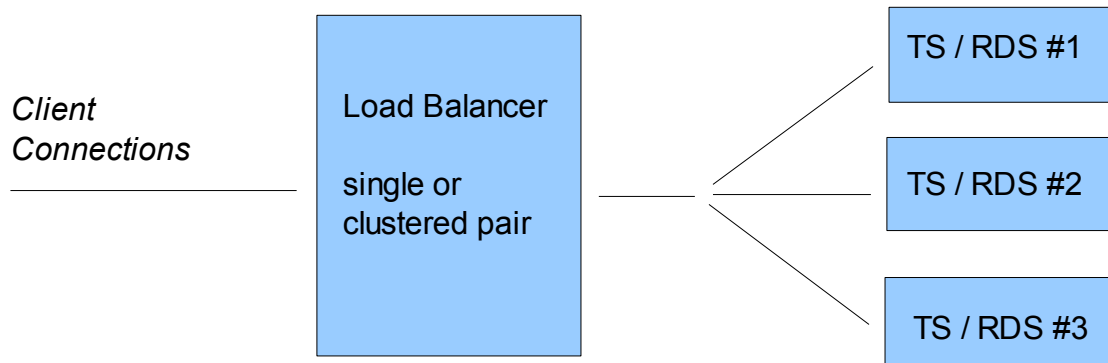 Client
Connections
Load Balancer
single or
clustered pair
TS / RDS #1
TS / RDS #2
TS / RDS #3